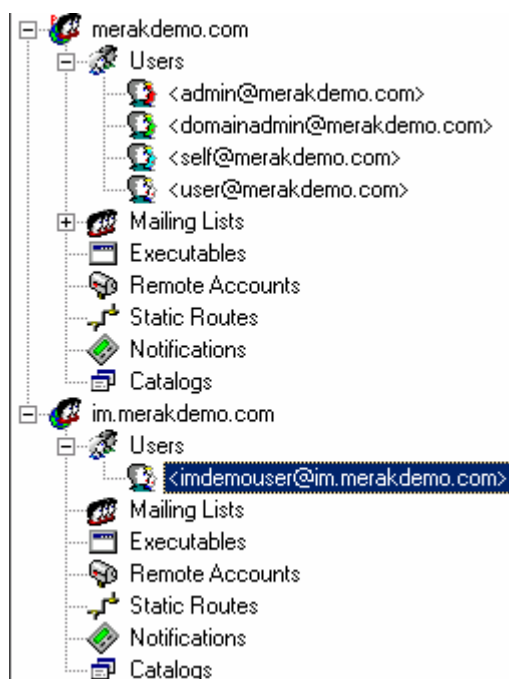 merakdemo.com
Users
<admin@merakdemo.com>
<domainadmin@merakdemo.com>
<self@merakdemo.com>
<user@merakdemo.com>
Mailing Lists
Executables
Remote Accounts
Static Routes
Notifications
Catalogs
im.merakdemo.com
Users
<imdemouser@im.merakdemo.com>
Mailing Lists
Executables
Remote Accounts
Static Routes
Notifications
Catalogs